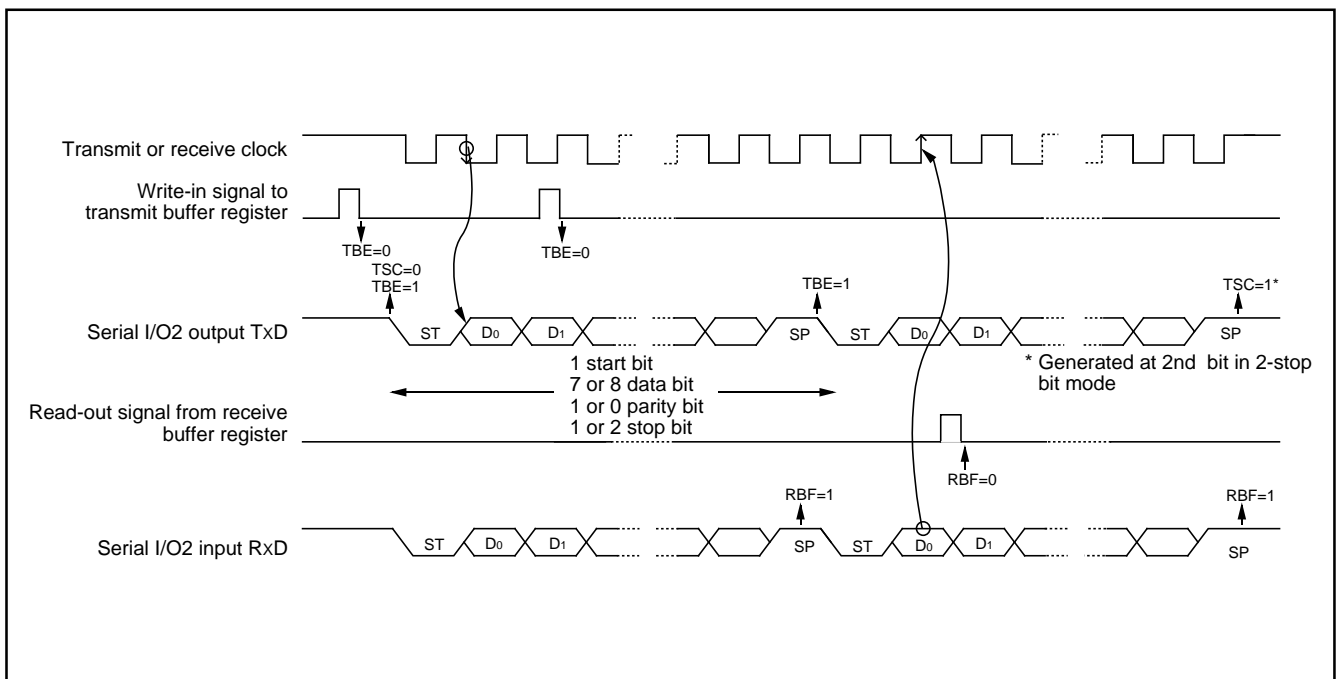 Transmit or receive clock
Write-in signal to
transmit buffer register
TBE=0
TBE=0
TSC=0
TBE=1
TBE=1
TSC=1*
Serial I/O2 output TxD
ST
D0
D1
SP
ST
D0
D1
SP
* Generated at 2nd bit in 2-stop
bit mode
1 start bit
7 or 8 data bit
1 or 0 parity bit
1 or 2 stop bit
Read-out signal from receive
buffer register
RBF=0
RBF=1
RBF=1
Serial I/O2 input RxD
ST
D0
D1
SP
ST
D0
D1
SP